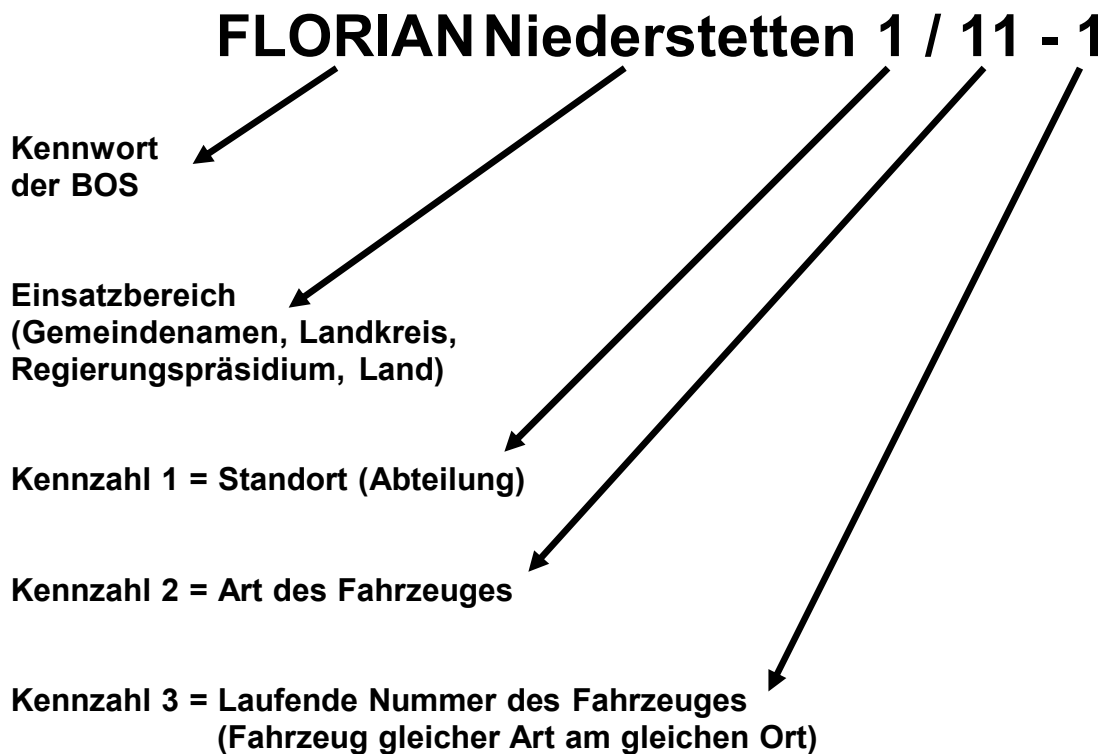 FLORIAN Niederstetten 1 / 11 - 1
Kennwort
der BOS
Einsatzbereich
(Gemeindenamen, Landkreis,
Regierungspräsidium, Land)
Kennzahl 1 = Standort (Abteilung)
Kennzahl 2 = Art des Fahrzeuges
Kennzahl 3 = Laufende Nummer des Fahrzeuges
(Fahrzeug gleicher Art am gleichen Ort)